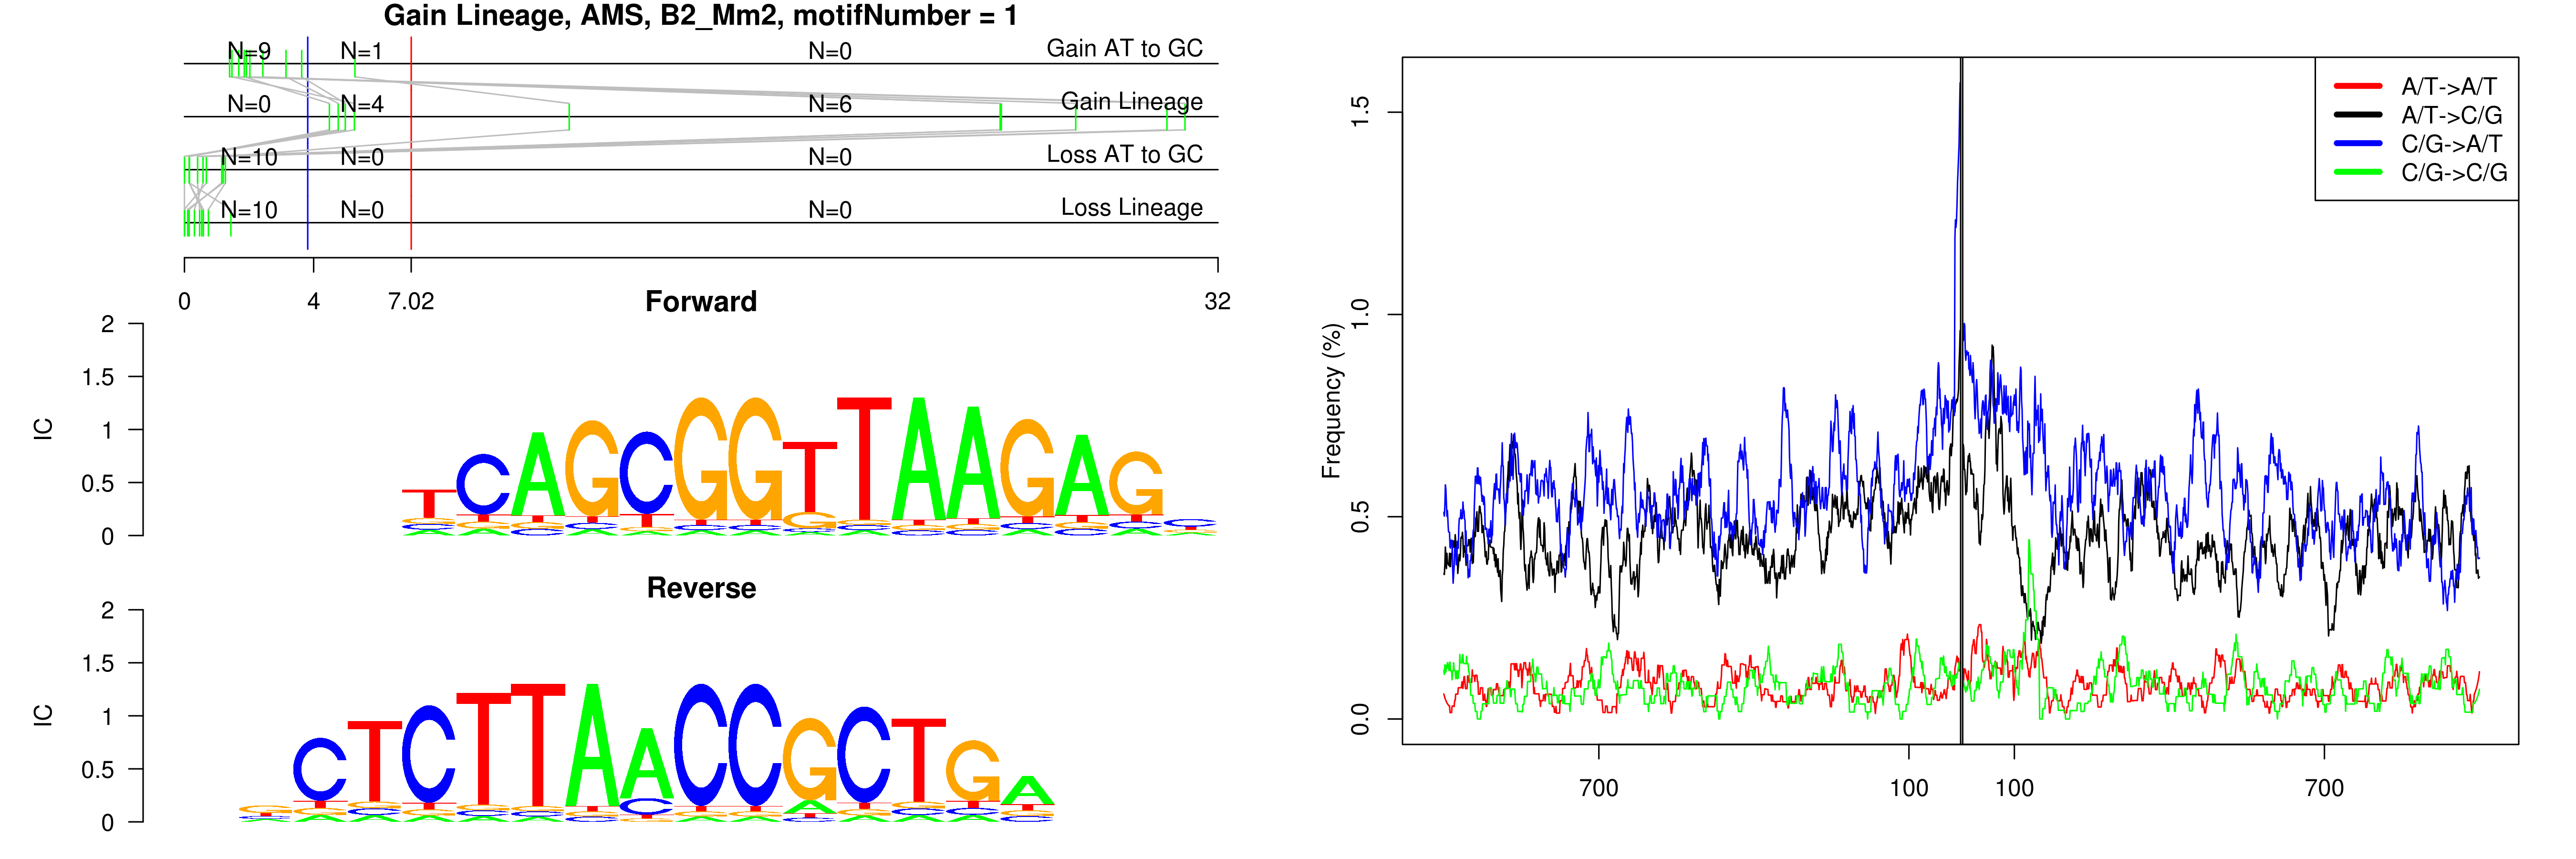 Gain Lineage, AMS, B2_Mm2, motifNumber = 1
N=9 N=1 N=0 Gain AT to GC
N=0 N=4 N=6 Gain Lineage
N=10 N=0 N=0 Loss AT to GC
N=10 N=0 N=0 Loss Lineage
0 4 7.02 32
Forward
IC
2
1.5
1
0.5
0
TCAGCGGTTAAGAG
Reverse
IC
2
1.5
1
0.5
0
CTCTTAACCGCTGA
Frequency (%)
1.5
1.0
0.5
0.0
700 100 100 700
A/T->A/T
A/T->C/G
C/G->A/T
C/G->C/G